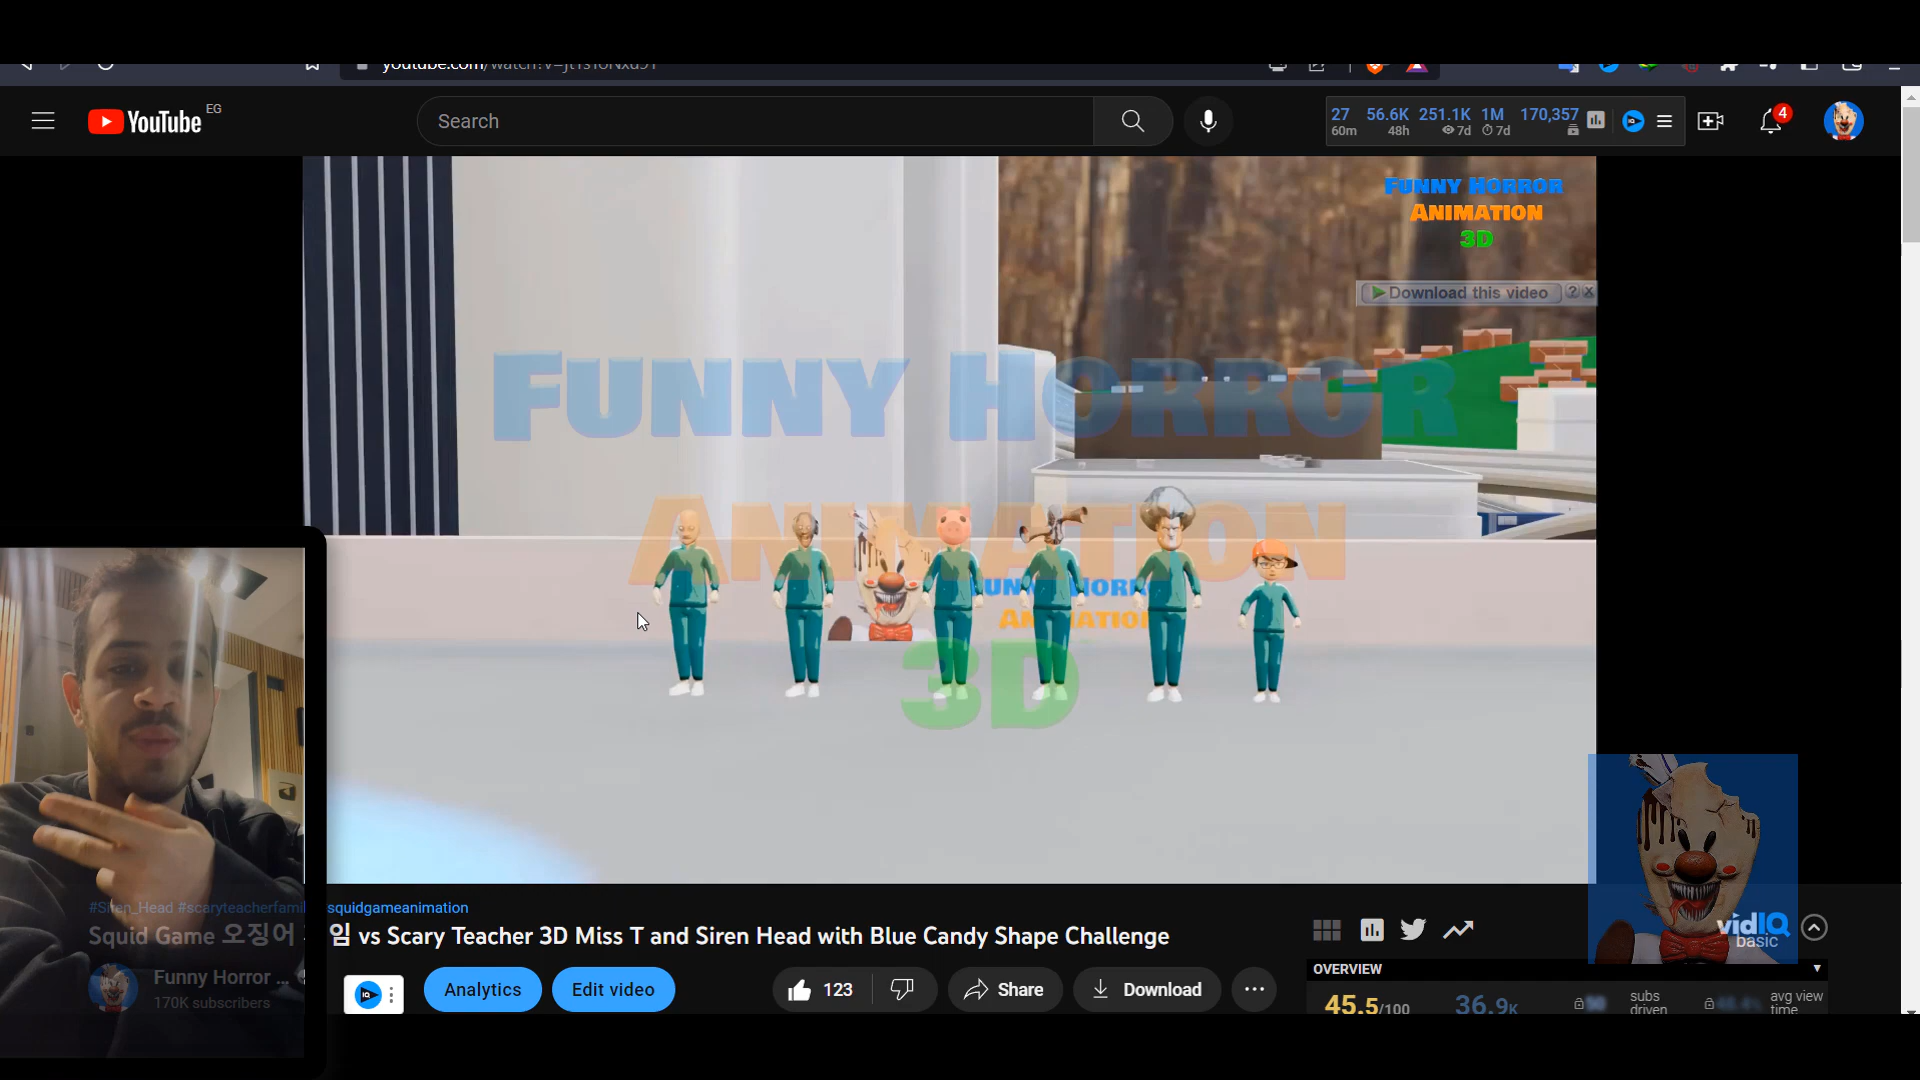 YouTube EG
Search
27 56.6K 251.1K 1M 170,357
60m 48h 7d 7d
4
FUNNY HORROR
ANIMATION
3D
Download this video ? X
FUNNY HORROR
ANIMATION
3D
#Siren_Head #scaryteacherfamil squidgameanimation
Squid Game 오징어 임 vs Scary Teacher 3D Miss T and Siren Head with Blue Candy Shape Challenge
Funny Horror ...
170K subscribers
Analytics
Edit video
123
Share
Download
vidIQ
basic
OVERVIEW
45.5/100 36.9K subs driven avg view time